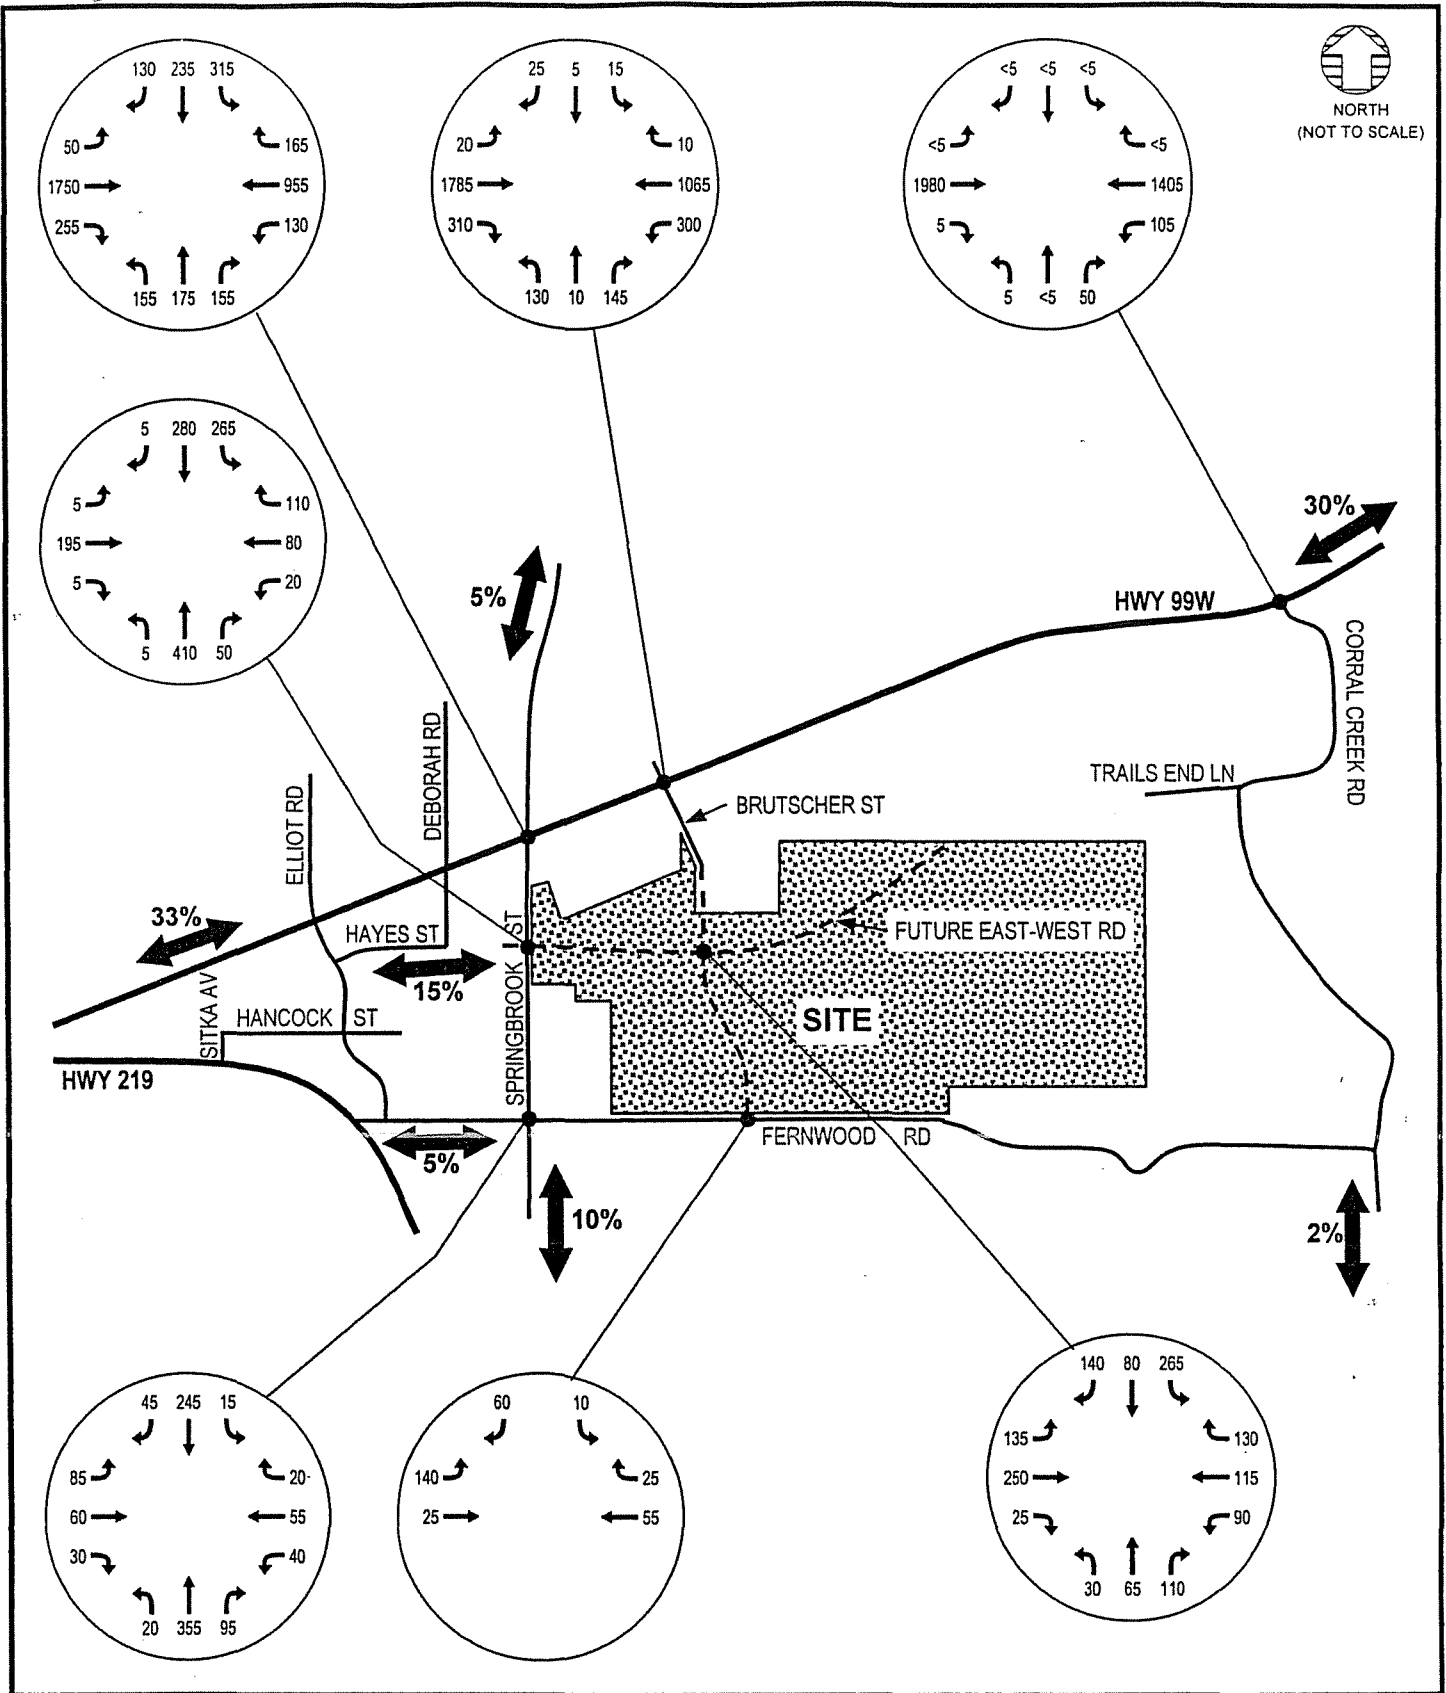 130 235 315
50
165
1750
955
255
130
155 175 155
25 5 15
20
10
1785
1065
310
300
130 10 145
<5 <5 <5
<5
<5
1980
1405
5
105
5 <5 50
NORTH
(NOT TO SCALE)
5 280 265
5
110
195
80
5
20
5 410 50
5%
30%
HWY 99W
CORRAL CREEK RD
TRAILS END LN
DEBORAH RD
ELLIOT RD
BRUTSCHER ST
33%
HAYES ST
15%
SPRINGBROOK ST
FUTURE EAST-WEST RD
SITE
SITKA AV
HANCOCK ST
HWY 219
FERNWOOD RD
5%
10%
2%
45 245 15
85
20
60
55
30
40
20 355 95
60 10
140
25
25
55
140 80 265
135
130
250
115
25
90
30 65 110